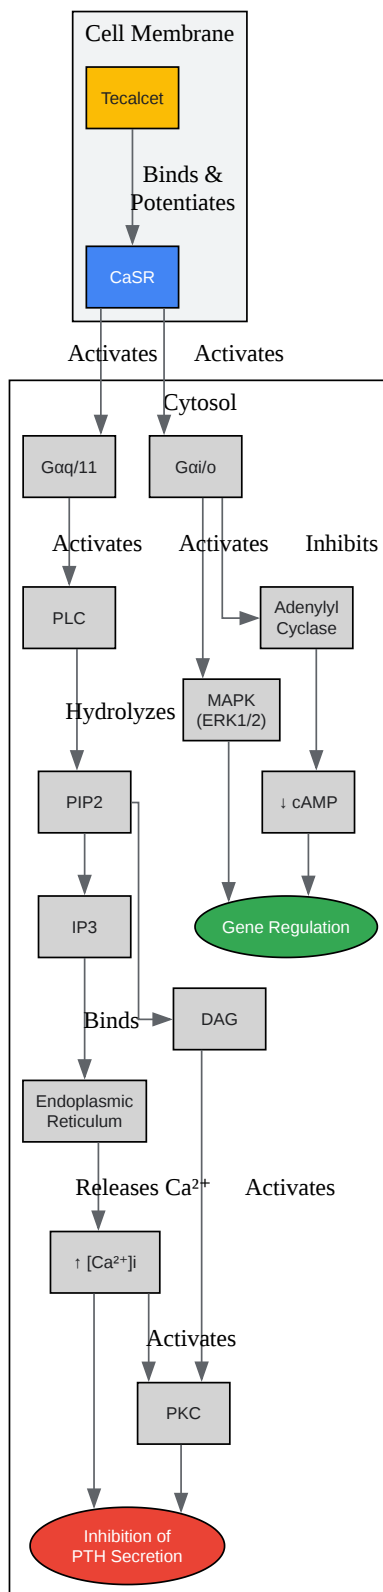 Cell Membrane
Tecalcet
Binds &
Potentiates
CaSR
Activates
Activates
Cytosol
Gαq/11
Gαi/o
Activates
Activates
Inhibits
PLC
Adenylyl
Cyclase
Hydrolyzes
MAPK
(ERK1/2)
PIP2
↓ cAMP
IP3
Gene Regulation
Binds
DAG
Endoplasmic
Reticulum
Releases Ca²⁺
Activates
↑ [Ca²⁺]i
Activates
PKC
Inhibition of
PTH Secretion